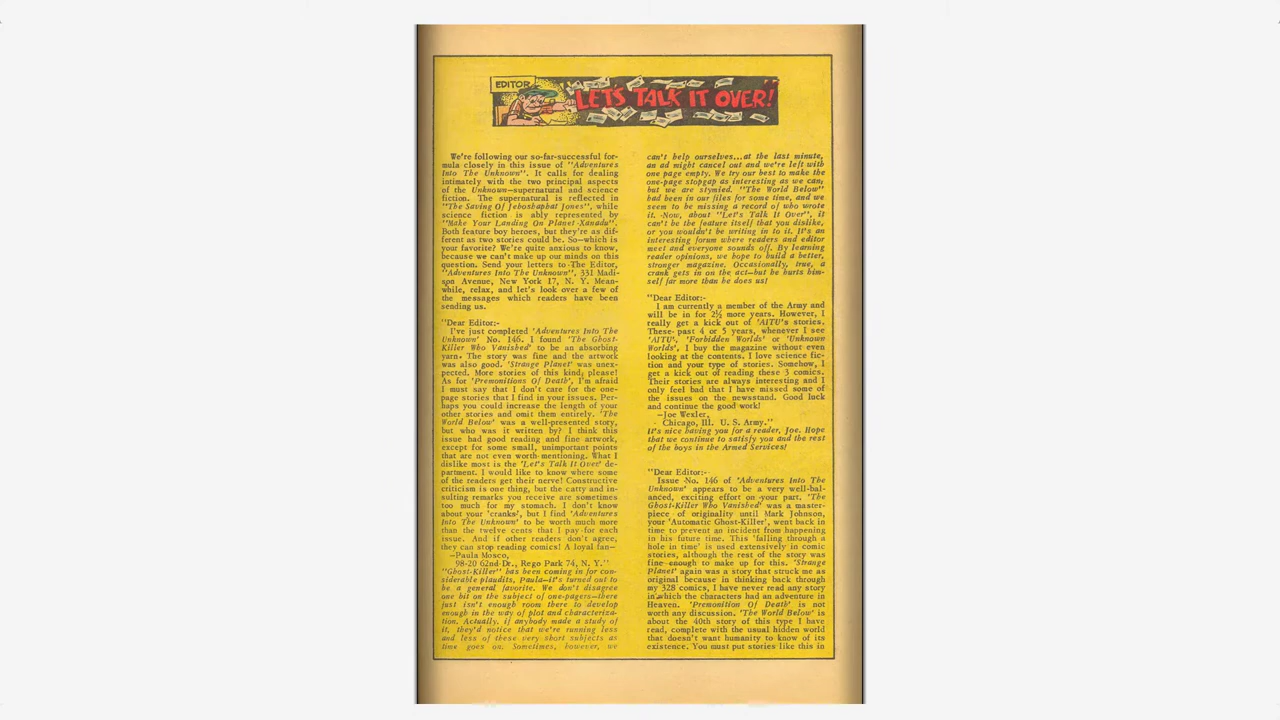 EDITOR
LET'S TALK IT OVER!
We're following our so-far-successful for-
mula closely in this issue of "Adventures
Into The Unknown". It calls for dealing
intimately with the two principal aspects
of the Unknown—supernatural and science
fiction. The supernatural is reflected in
"The Saving Of Jehoshaphat Jones", while
science fiction is ably represented by
"Make Your Landing On Planet Xanadu".
Both feature boy heroes, but they're as dif-
ferent as two stories could be. So—which is
your favorite? We're quite anxious to know,
because we can't make up our minds on this
question. Send your letters to The Editor,
"Adventures Into The Unknown", 331 Madi-
son Avenue, New York 17, N. Y. Mean-
while, relax, and let's look over a few of
the messages which readers have been
sending us.
"Dear Editor:-
I've just completed 'Adventures Into The
Unknown' No. 146. I found 'The Ghost-
Killer Who Vanished' to be an absorbing
yarn. The story was fine and the artwork
was also good. 'Strange Planet' was unex-
pected. More stories of this kind, please!
As for 'Premonitions Of Death', I'm afraid
I must say that I don't care for the one-
page stories that I find in your issues. Per-
haps you could increase the length of your
other stories and omit them entirely. 'The
World Below' was a well-presented story,
but who was it written by? I think this
issue had good reading and fine artwork,
except for some small, unimportant points
that are not even worth mentioning. What I
dislike most is the 'Let's Talk It Over' de-
partment. I would like to know where some
of the readers get their nerve! Constructive
criticism is one thing, but the catty and in-
sulting remarks you receive are sometimes
too much for my stomach. I don't know
about your 'cranks', but I find 'Adventures
Into The Unknown' to be worth much more
than the twelve cents that I pay for each
issue. And if other readers don't agree,
they can stop reading comics! A loyal fan—
—Paula Mosco,
98-20 62nd Dr., Rego Park 74, N. Y."
"Ghost-Killer" has been coming in for con-
siderable plaudits, Paula—it's turned out to
be a general favorite. We don't disagree
one bit on the subject of one-pagers—there
just isn't enough room there to develop
enough in the way of plot and characteriza-
tion. Actually, if anybody made a study of
it, they'd notice that we're running less
and less of these very short subjects as
time goes on. Sometimes, however, we
can't help ourselves...at the last minute,
an ad might cancel out and we're left with
one page empty. We try our best to make the
one-page stopgap as interesting as we can,
but we are stymied. "The World Below"
had been in our files for some time, and we
seem to be missing a record of who wrote
it. Now, about "Let's Talk It Over", it
can't be the feature itself that you dislike,
or you wouldn't be writing in to it. It's an
interesting forum where readers and editor
meet and everyone sounds off. By learning
reader opinions, we hope to build a better,
stronger magazine. Occasionally, true, a
crank gets in on the act—but he hurts him-
self far more than he does us!
"Dear Editor:-
I am currently a member of the Army and
will be in for 2½ more years. However, I
really get a kick out of 'AITU's stories.
These past 4 or 5 years, whenever I see
'AITU', 'Forbidden Worlds' or 'Unknown
Worlds', I buy the magazine without even
looking at the contents. I love science fic-
tion and your type of stories. Somehow, I
get a kick out of reading these 3 comics.
Their stories are always interesting and I
only feel bad that I have missed some of
the issues on the newsstand. Good luck
and continue the good work!
—Joe Wexler,
Chicago, Ill. U. S. Army."
It's nice having you for a reader, Joe. Hope
that we continue to satisfy you and the rest
of the boys in the Armed Services!
"Dear Editor:-
Issue No. 146 of 'Adventures Into The
Unknown' appears to be a very well-bal-
anced, exciting effort on your part. 'The
Ghost-Killer Who Vanished' was a master-
piece of originality until Mark Johnson,
your 'Automatic Ghost-Killer', went back in
time to prevent an incident from happening
in his future time. This 'falling through a
hole in time' is used extensively in comic
stories, although the rest of the story was
fine enough to make up for this. 'Strange
Planet' again was a story that struck me as
original because in thinking back through
my 328 comics, I have never read any story
in which the characters had an adventure in
Heaven. 'Premonition Of Death' is not
worth any discussion. 'The World Below' is
about the 40th story of this type I have
read, complete with the usual hidden world
that doesn't want humanity to know of its
existence. You must put stories like this in